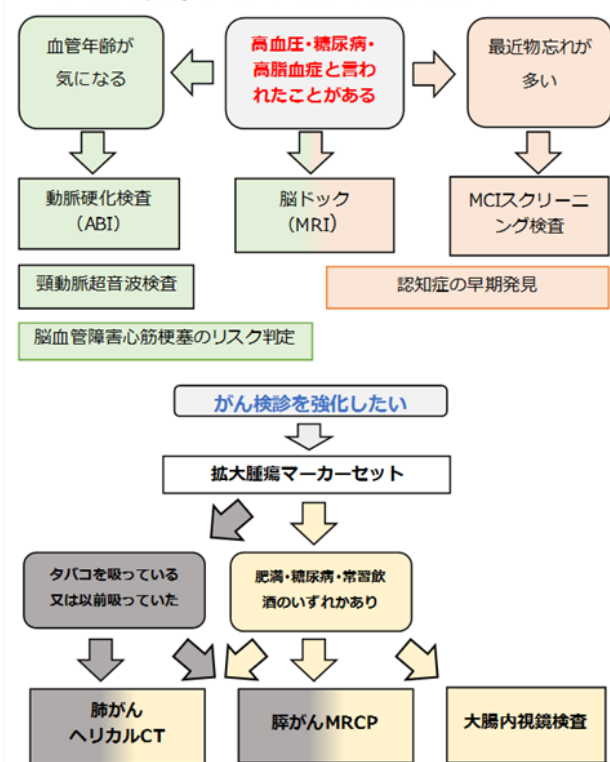 血管年齢が
気になる
高血圧・糖尿病・
高脂血症と言わ
れたことがある
最近物忘れが
多い
動脈硬化検査
（ABI）
脳ドック
(MRI)
MCIスクリーニ
ング検査
頸動脈超音波検査
認知症の早期発見
脳血管障害心筋梗塞のリスク判定
がん検診を強化したい
拡大腫瘍マーカーセット
タバコを吸っている
又は以前吸っていた
肥満・糖尿病・常習飲
酒のいずれかあり
肺がん
ヘリカルCT
膵がんMRCP
大腸内視鏡検査